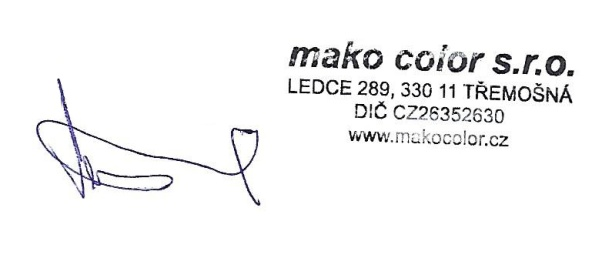 mako color s.r.o.
LEDCE 289, 330 11 TŘEMOŠNÁ
DIČ CZ26352630
www.makocolor.cz